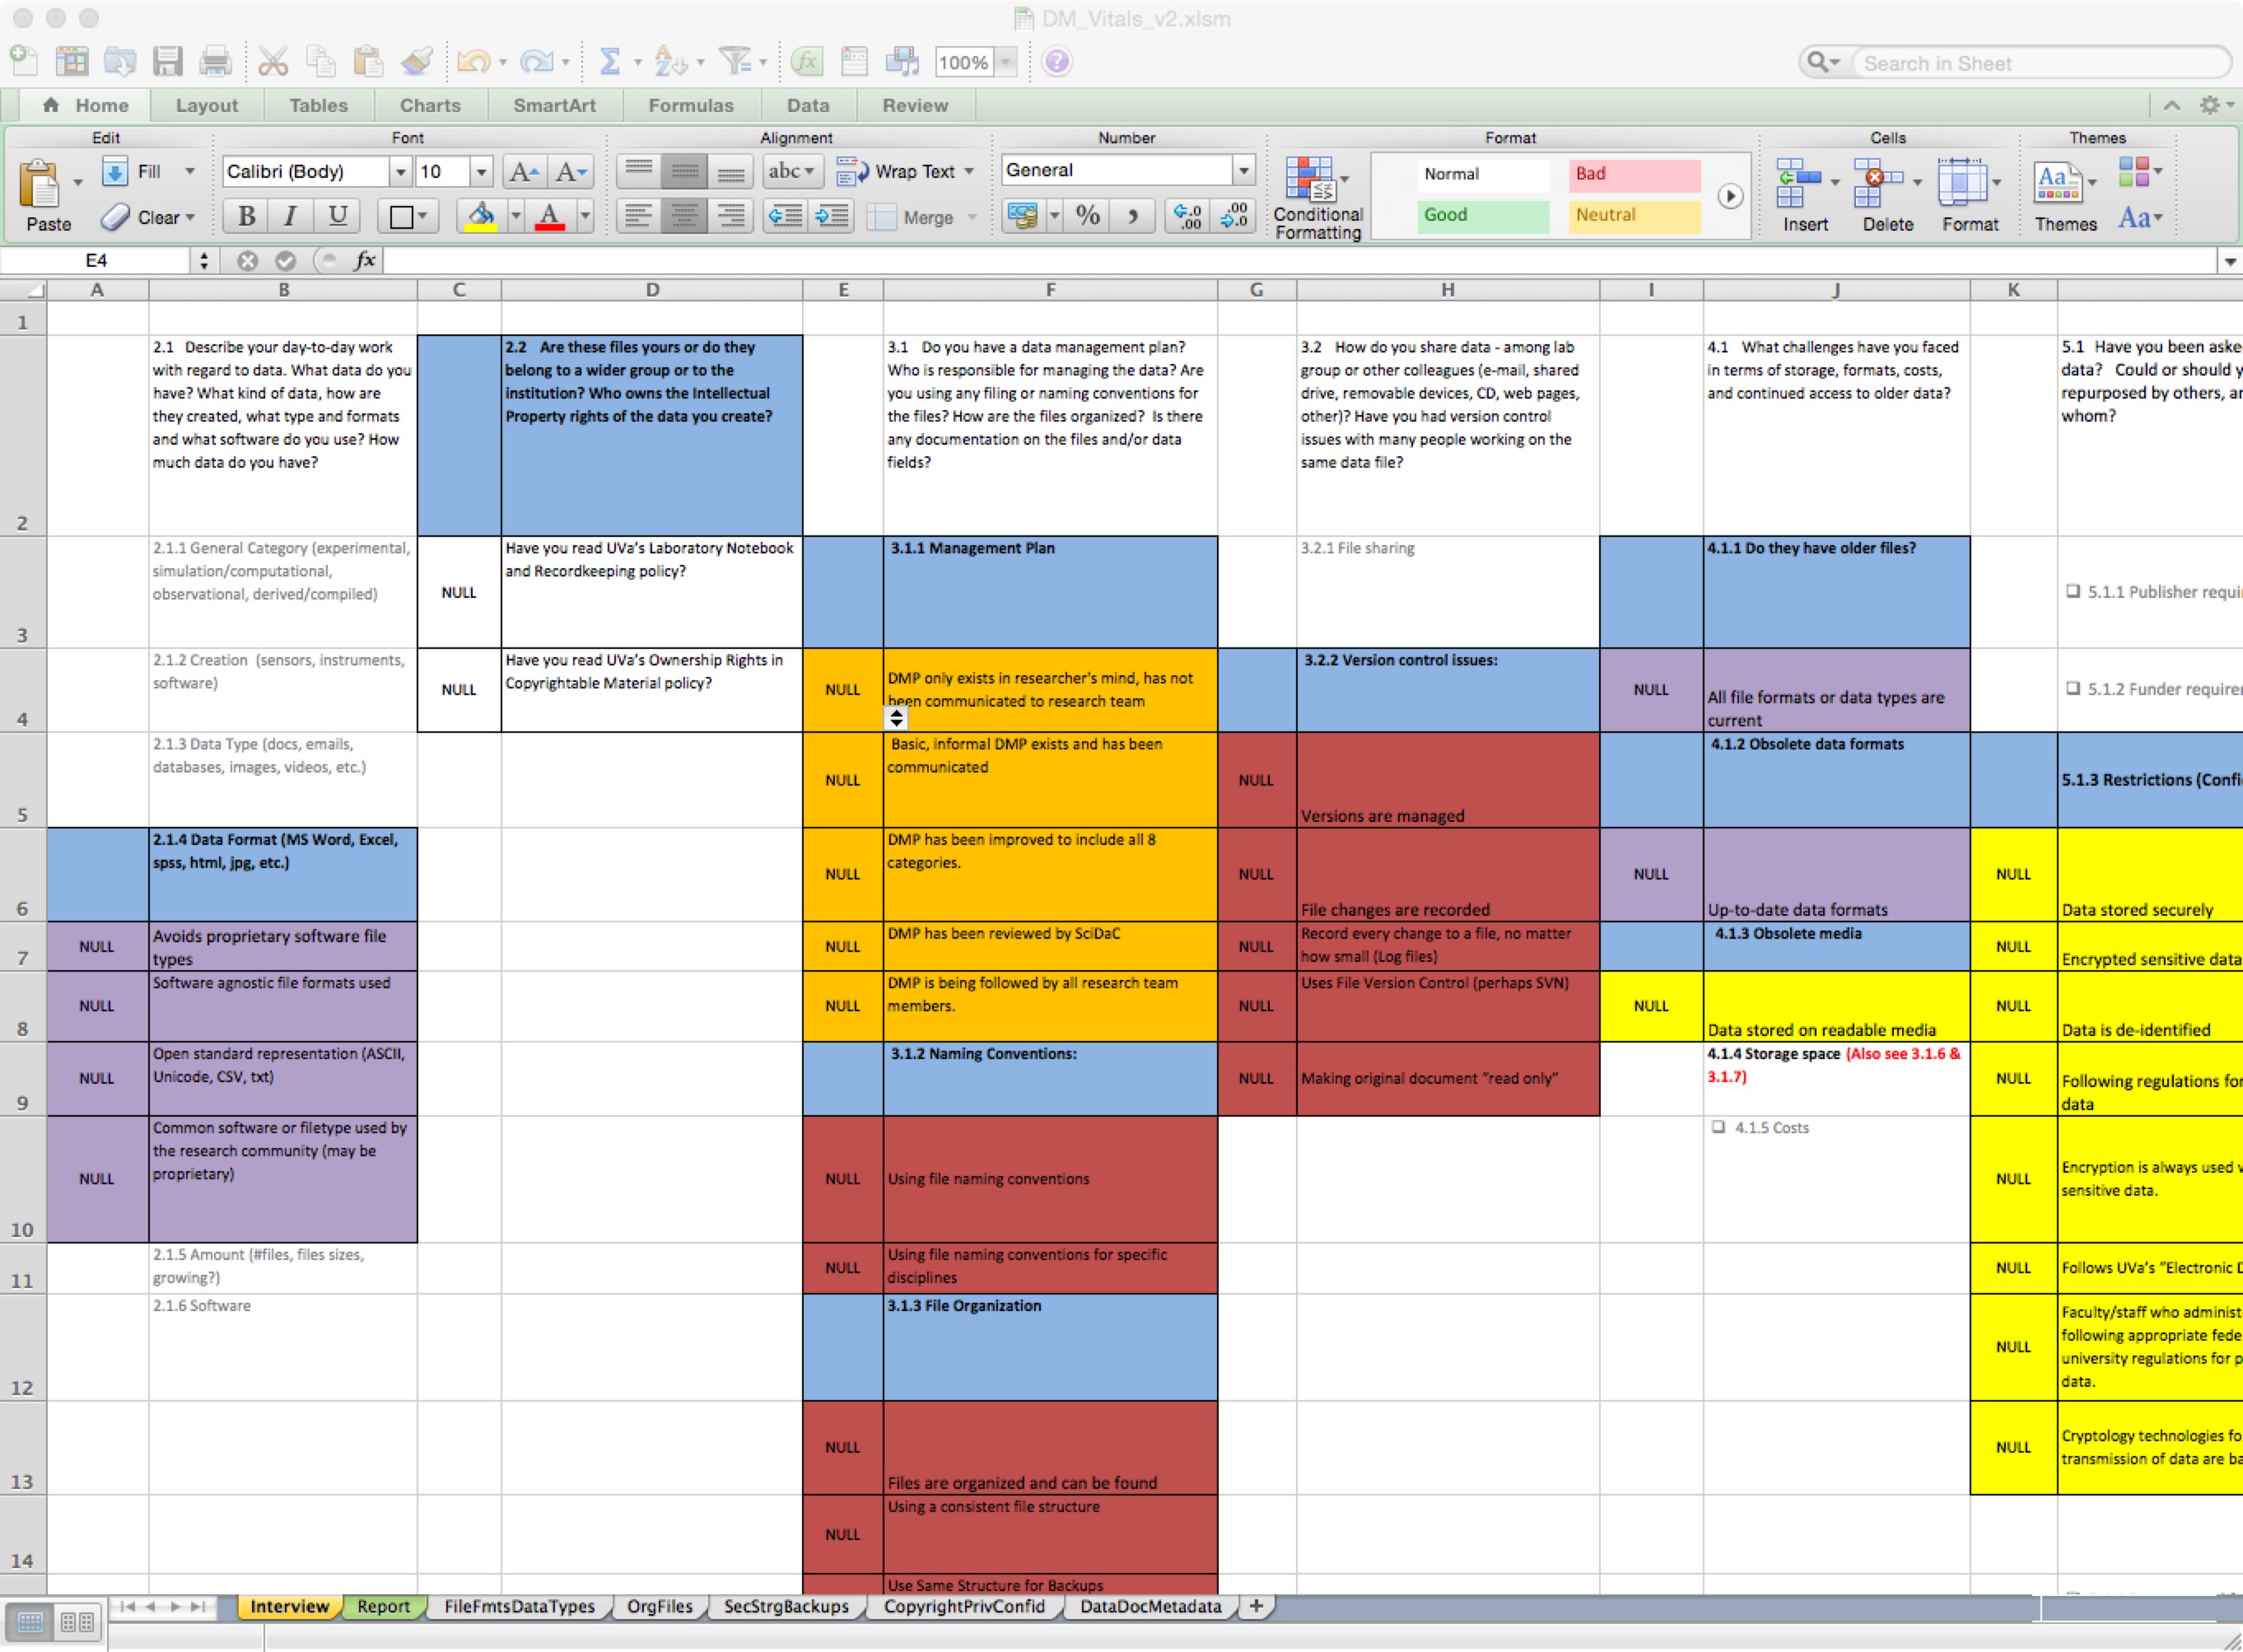 DM_Vitals_v2.xlsm
100%
Search in Sheet
Home Layout Tables Charts SmartArt Formulas Data Review
Edit Font Alignment Number Format Cells Themes
Fill Calibri (Body) 10 A A abc Wrap Text General Normal Bad Aa
Paste Clear B I U A Merge % Conditional Formatting Good Neutral Insert Delete Format Themes Aa
E4 fx
A B C D E F G H I J K
1
2
2.1 Describe your day-to-day work
with regard to data. What data do you
have? What kind of data, how are
they created, what type and formats
and what software do you use? How
much data do you have?
2.2 Are these files yours or do they
belong to a wider group or to the
institution? Who owns the Intellectual
Property rights of the data you create?
3.1 Do you have a data management plan?
Who is responsible for managing the data? Are
you using any filing or naming conventions for
the files? How are the files organized? Is there
any documentation on the files and/or data
fields?
3.2 How do you share data - among lab
group or other colleagues (e-mail, shared
drive, removable devices, CD, web pages,
other)? Have you had version control
issues with many people working on the
same data file?
4.1 What challenges have you faced
in terms of storage, formats, costs,
and continued access to older data?
5.1 Have you been aske
data? Could or should y
repurposed by others, a
whom?
3
2.1.1 General Category (experimental,
simulation/computational,
observational, derived/compiled)
NULL
Have you read UVa's Laboratory Notebook
and Recordkeeping policy?
3.1.1 Management Plan
3.2.1 File sharing
4.1.1 Do they have older files?
5.1.1 Publisher requi
4
2.1.2 Creation (sensors, instruments,
software)
NULL
Have you read UVa's Ownership Rights in
Copyrightable Material policy?
NULL
DMP only exists in researcher's mind, has not
been communicated to research team
3.2.2 Version control issues:
NULL
All file formats or data types are
current
5.1.2 Funder require
5
2.1.3 Data Type (docs, emails,
databases, images, videos, etc.)
NULL
Basic, informal DMP exists and has been
communicated
NULL
Versions are managed
4.1.2 Obsolete data formats
5.1.3 Restrictions (Confi
6
2.1.4 Data Format (MS Word, Excel,
spss, html, jpg, etc.)
NULL
DMP has been improved to include all 8
categories.
NULL
File changes are recorded
NULL
Up-to-date data formats
NULL
Data stored securely
7
NULL
Avoids proprietary software file
types
NULL
DMP has been reviewed by SciDaC
NULL
Record every change to a file, no matter
how small (Log files)
4.1.3 Obsolete media
NULL
Encrypted sensitive data
8
NULL
Software agnostic file formats used
NULL
DMP is being followed by all research team
members.
NULL
Uses File Version Control (perhaps SVN)
NULL
Data stored on readable media
NULL
Data is de-identified
9
NULL
Open standard representation (ASCII,
Unicode, CSV, txt)
3.1.2 Naming Conventions:
NULL
Making original document "read only"
4.1.4 Storage space (Also see 3.1.6 &
3.1.7)
NULL
Following regulations for
data
10
NULL
Common software or filetype used by
the research community (may be
proprietary)
NULL
Using file naming conventions
4.1.5 Costs
NULL
Encryption is always used
sensitive data.
11
2.1.5 Amount (#files, files sizes,
growing?)
NULL
Using file naming conventions for specific
disciplines
NULL
Follows UVa's "Electronic
12
2.1.6 Software
3.1.3 File Organization
NULL
Faculty/staff who administ
following appropriate fede
university regulations for p
data.
13
NULL
Files are organized and can be found
NULL
Cryptology technologies fo
transmission of data are ba
14
NULL
Using a consistent file structure
Use Same Structure for Backups
Interview Report FileFmtsDataTypes OrgFiles SecStrgBackups CopyrightPrivConfid DataDocMetadata +